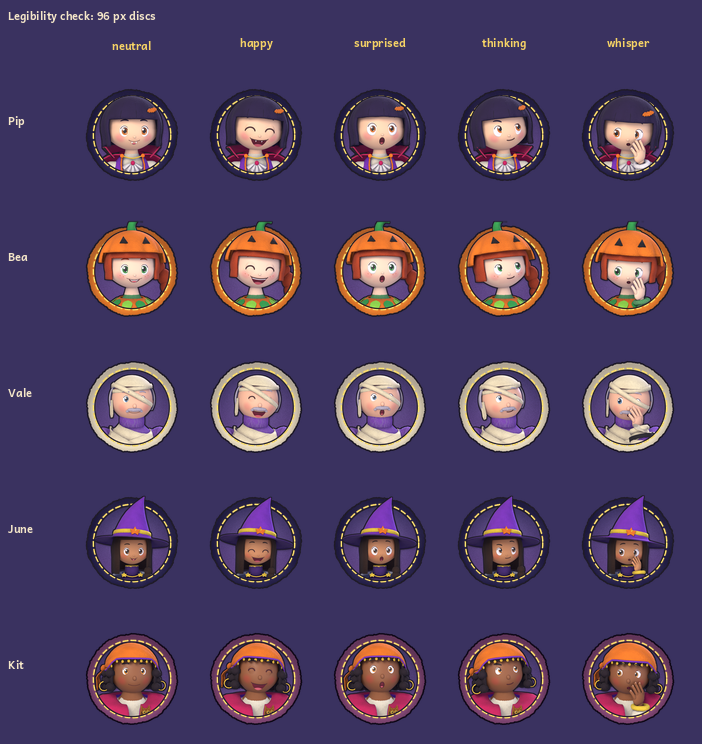 Legibility check: 96 px discs
neutral happy surprised thinking whisper
Pip
Bea
Vale
June
Kit